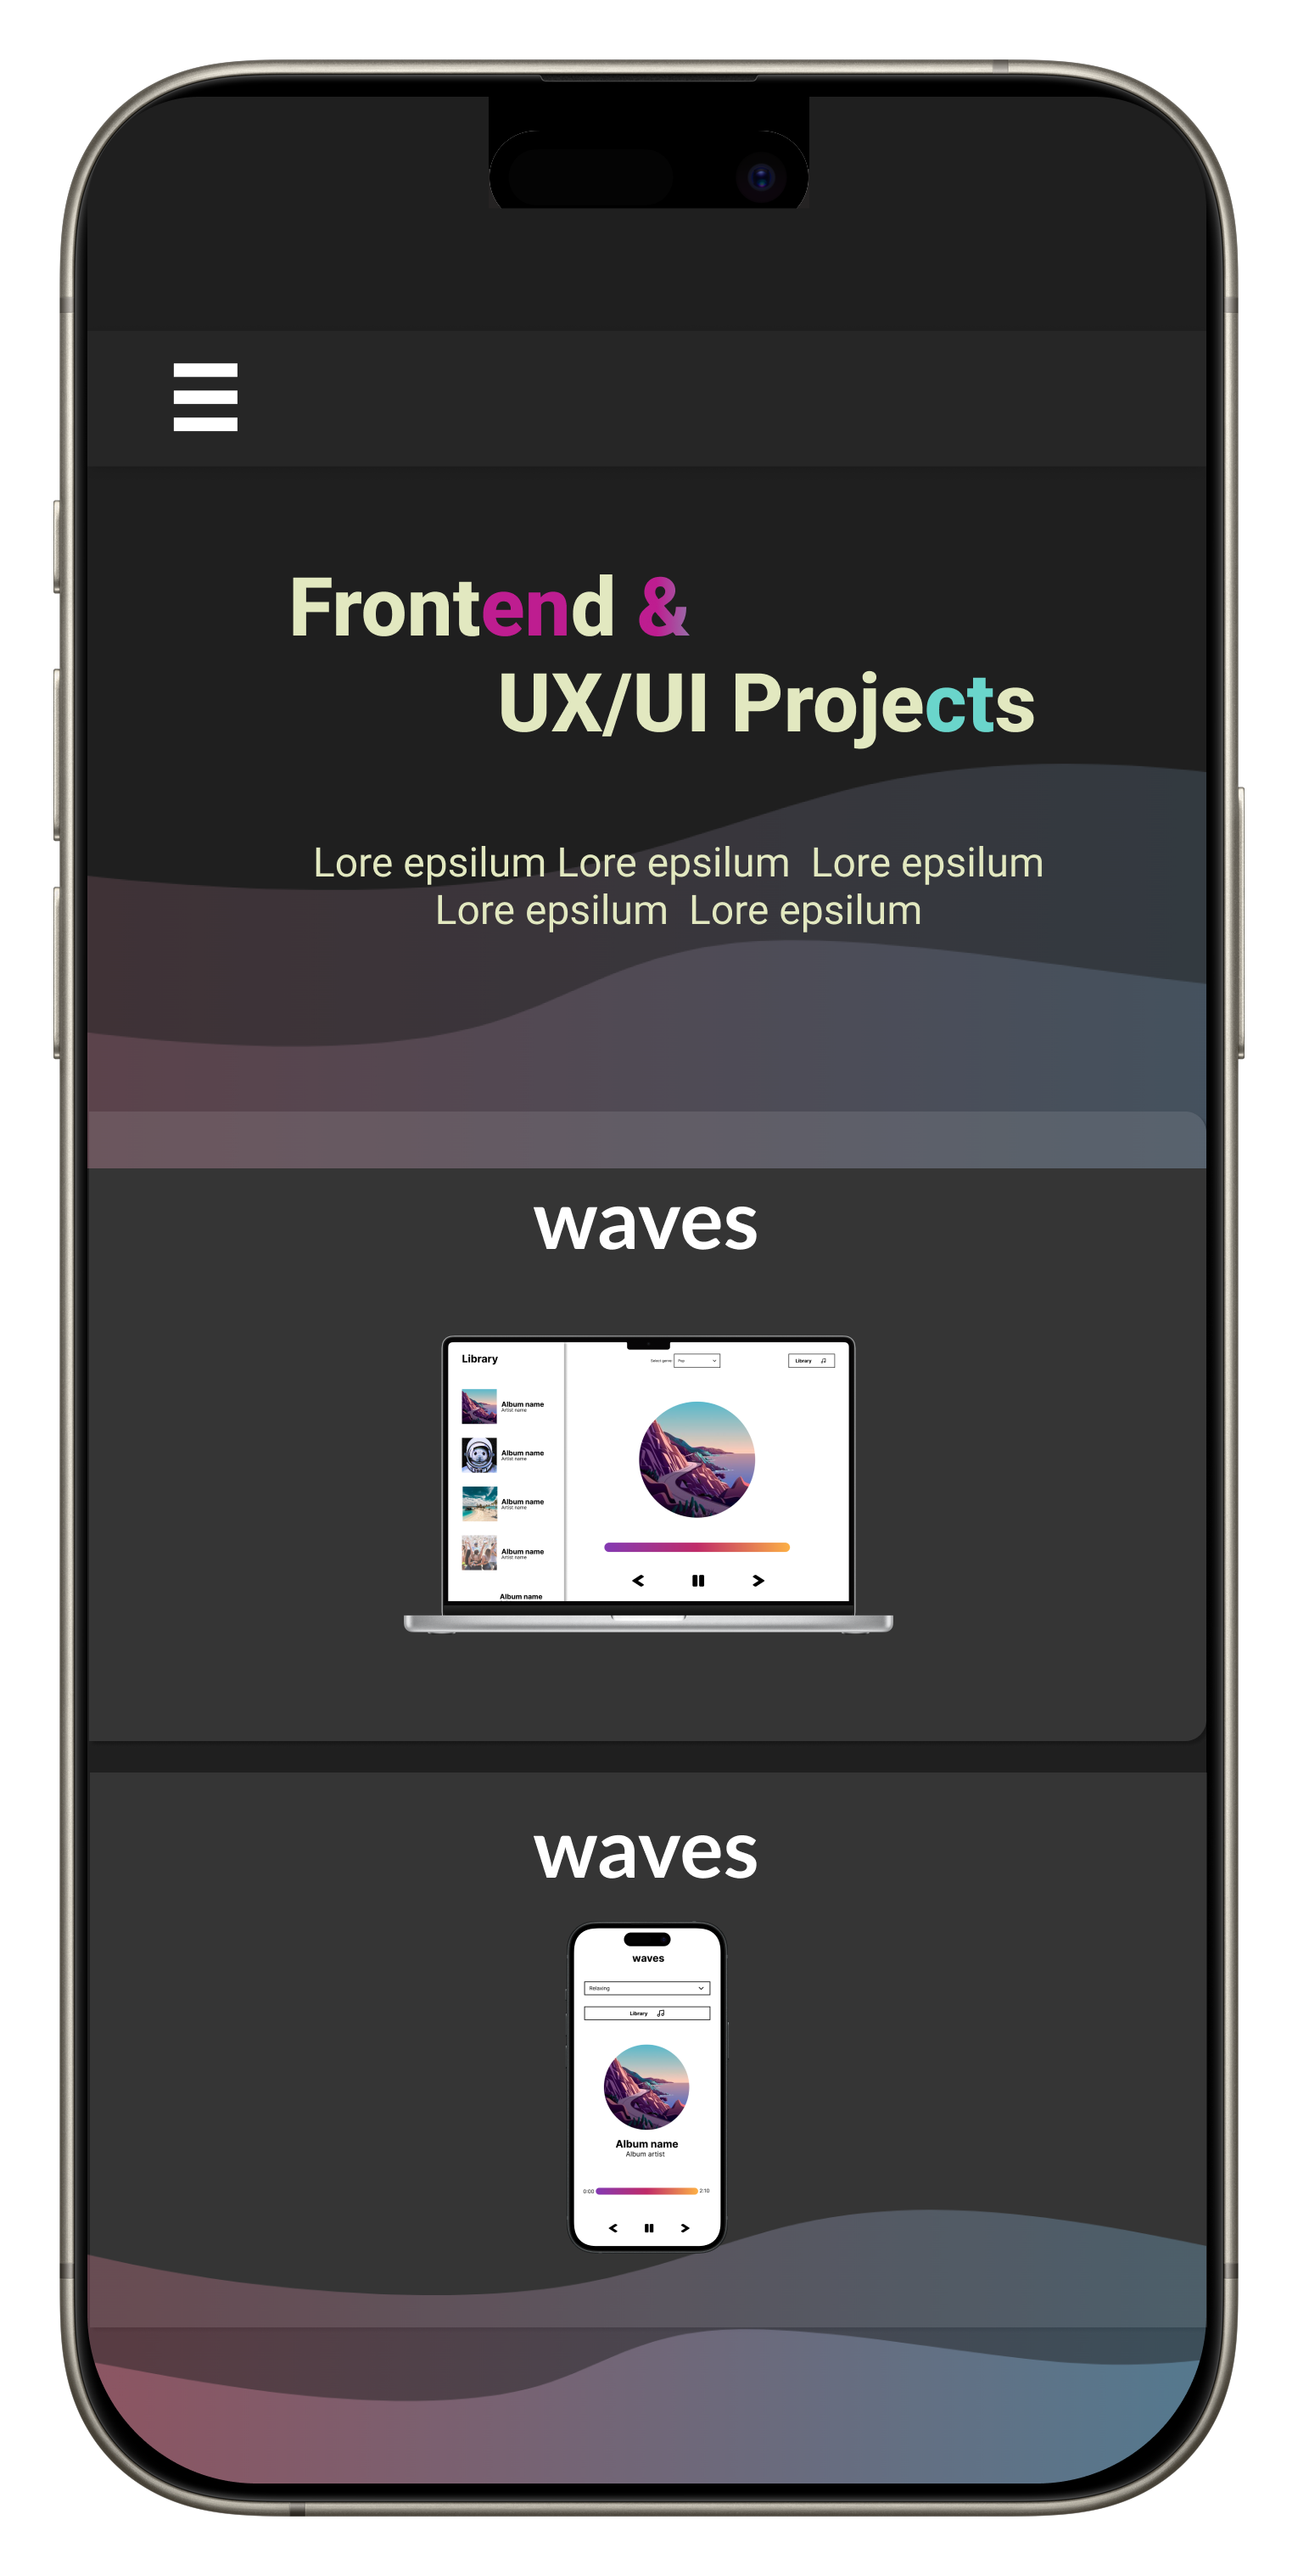 Frontend &
UX/UI Projects
Lore epsilum Lore epsilum  Lore epsilum
Lore epsilum  Lore epsilum
waves
Library
Select genre
Pop
Library
Album name
Artist name
Album name
Artist name
Album name
Artist name
Album name
Artist name
Album name
waves
waves
Relaxing
Library
Album name
Album artist
0:00
2:10